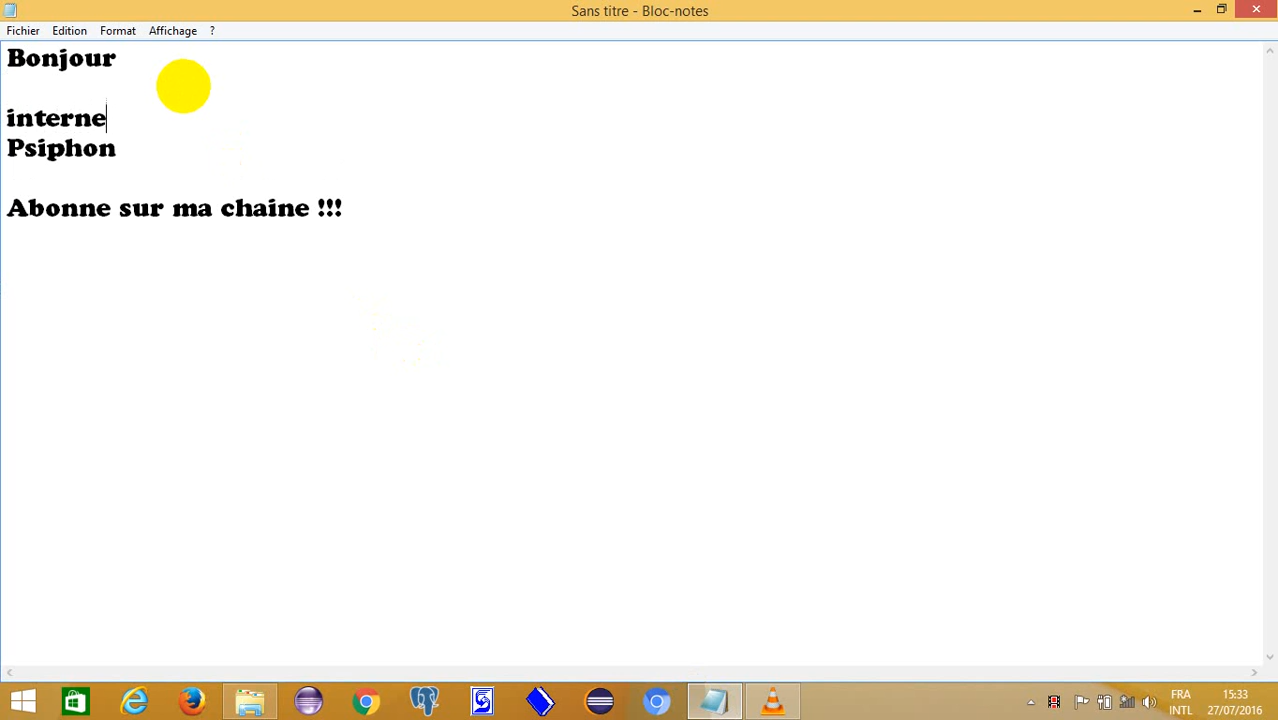 Sans titre - Bloc-notes
Fichier Edition Format Affichage ?
Bonjour
interne
Psiphon
Abonne sur ma chaine !!!
FRA 15:33
INTL 27/07/2016